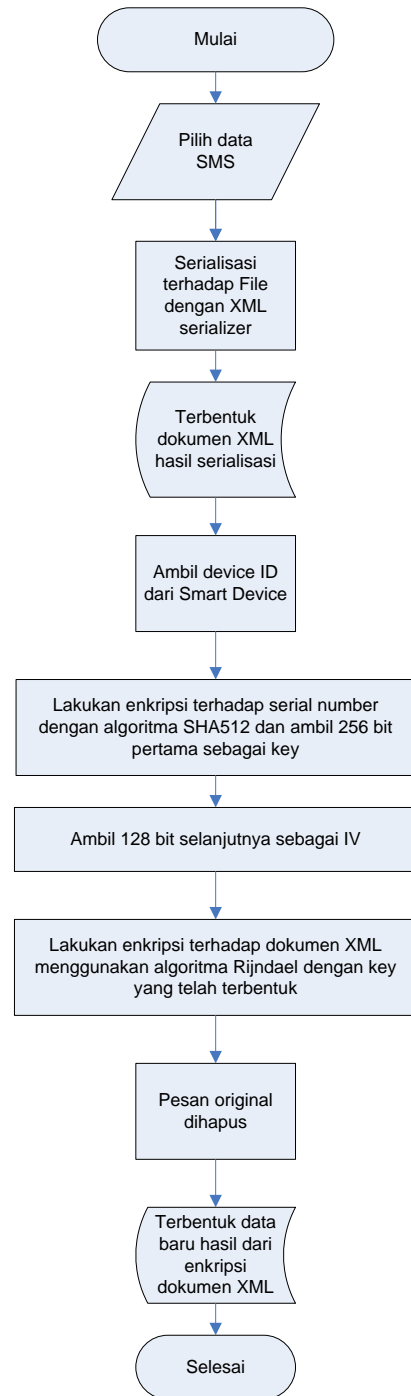 Mulai
Pilih data
SMS
Serialisasi
terhadap File
dengan XML
serializer
Terbentuk
dokumen XML
hasil serialisasi
Ambil device ID
dari Smart Device
Lakukan enkripsi terhadap serial number
dengan algoritma SHA512 dan ambil 256 bit
pertama sebagai key
Ambil 128 bit selanjutnya sebagai IV
Lakukan enkripsi terhadap dokumen XML
menggunakan algoritma Rijndael dengan key
yang telah terbentuk
Pesan original
dihapus
Terbentuk data
baru hasil dari
enkripsi
dokumen XML
Selesai